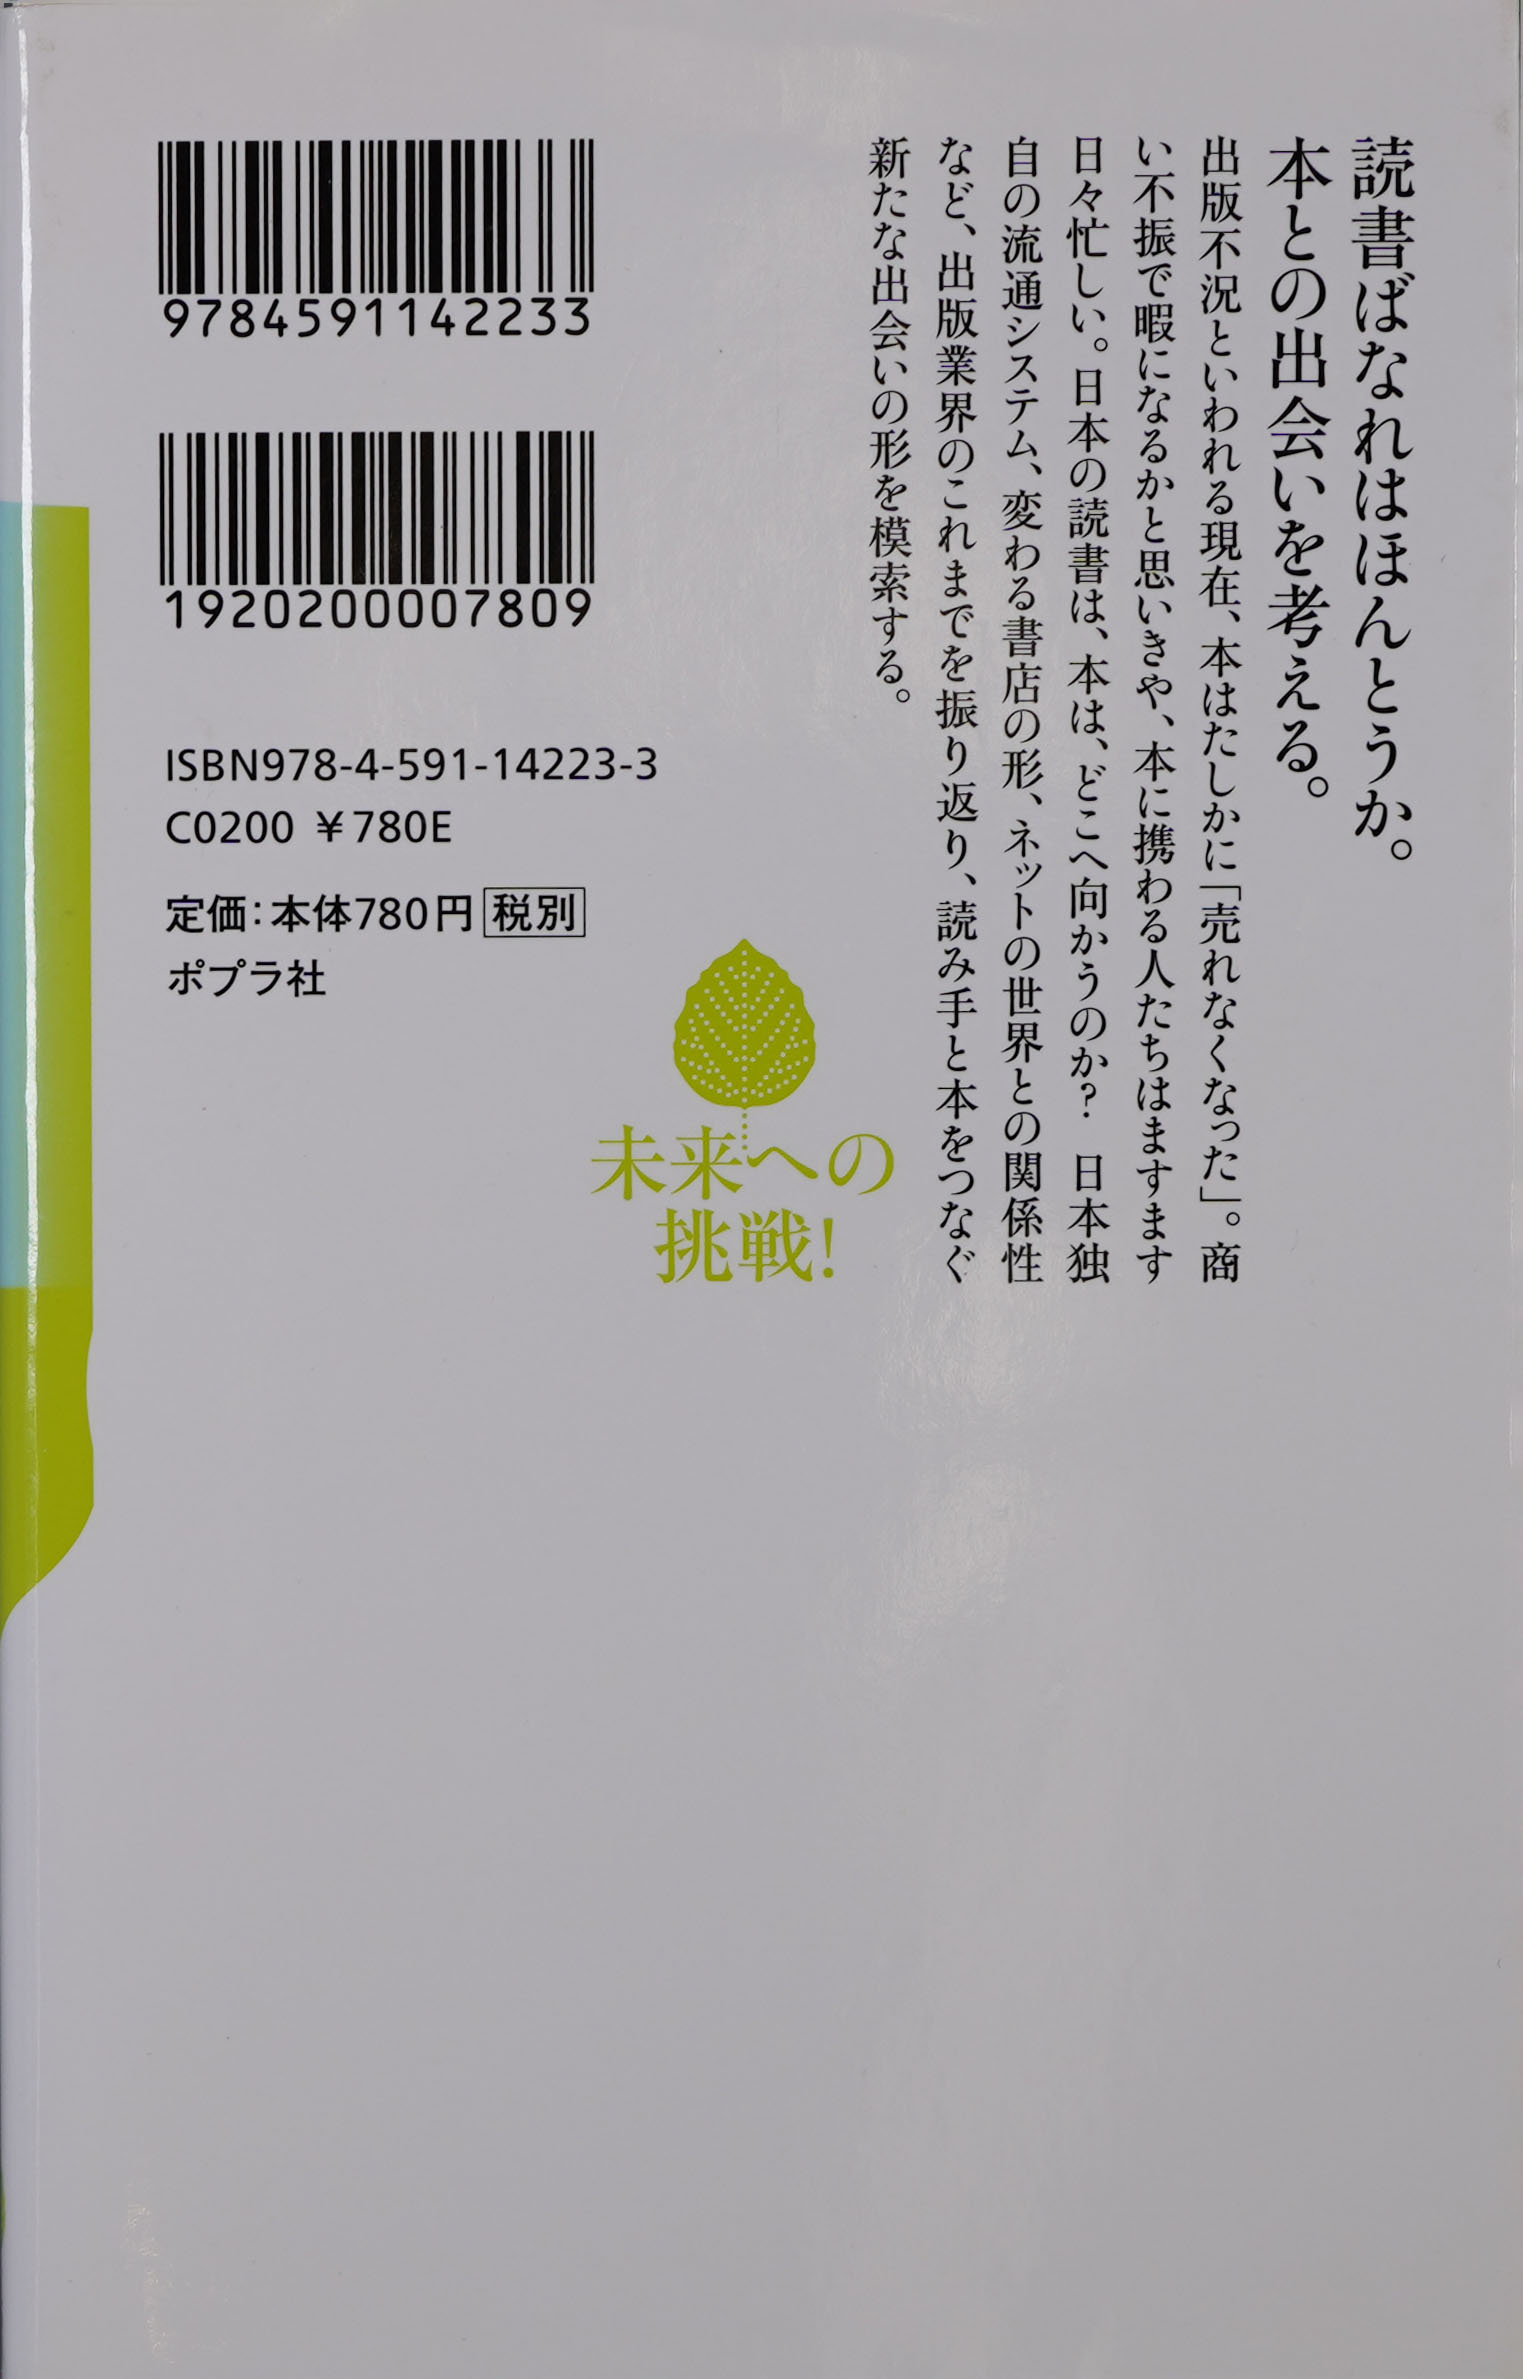 読書ばなれはほんとうか。
本との出会いを考える。
出版不況といわれる現在、本はたしかに「売れなくなった」。商
い不振で暇になるかと思いきや、本に携わる人たちはますます
日々忙しい。日本の読書は、本は、どこへ向かうのか？　日本独
自の流通システム、変わる書店の形、ネットの世界との関係性
など、出版業界のこれまでを振り返り、読み手と本をつなぐ
新たな出会いの形を模索する。
9784591142233
1920200007809
ISBN978-4-591-14223-3
C0200 ￥780E
定価：本体780円 税別
ポプラ社
未来への
挑戦！